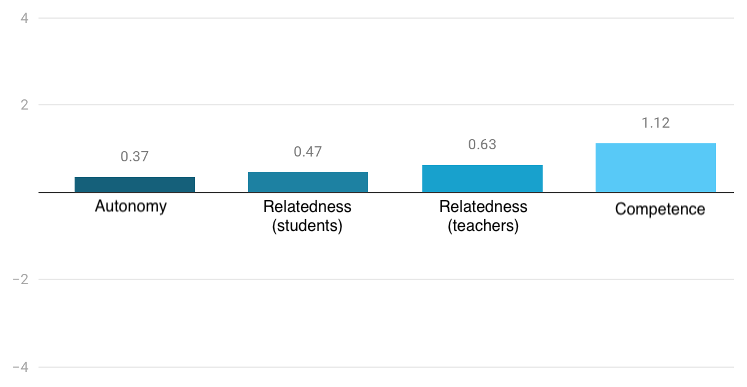 4
2
1.12
0.63
0.47
0.37
Autonomy
Relatedness
(students)
Relatedness
(teachers)
Competence
−2
−4